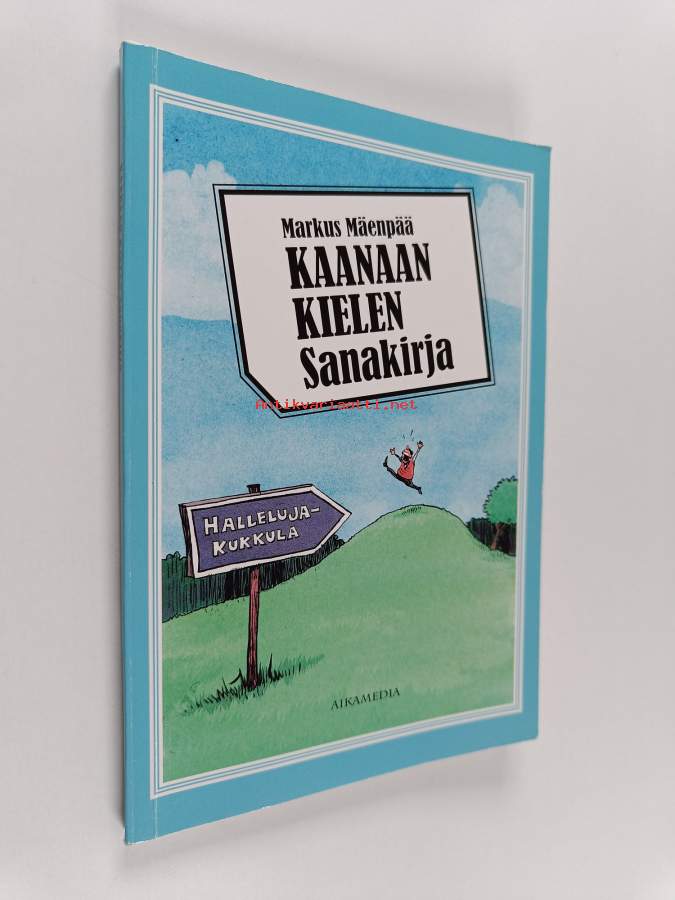 Markus Mäenpää
KAANAAN
KIELEN
Sanakirja
Antikvariaatti.net
HALLELUJA-
KUKKULA
AIKAMEDIA